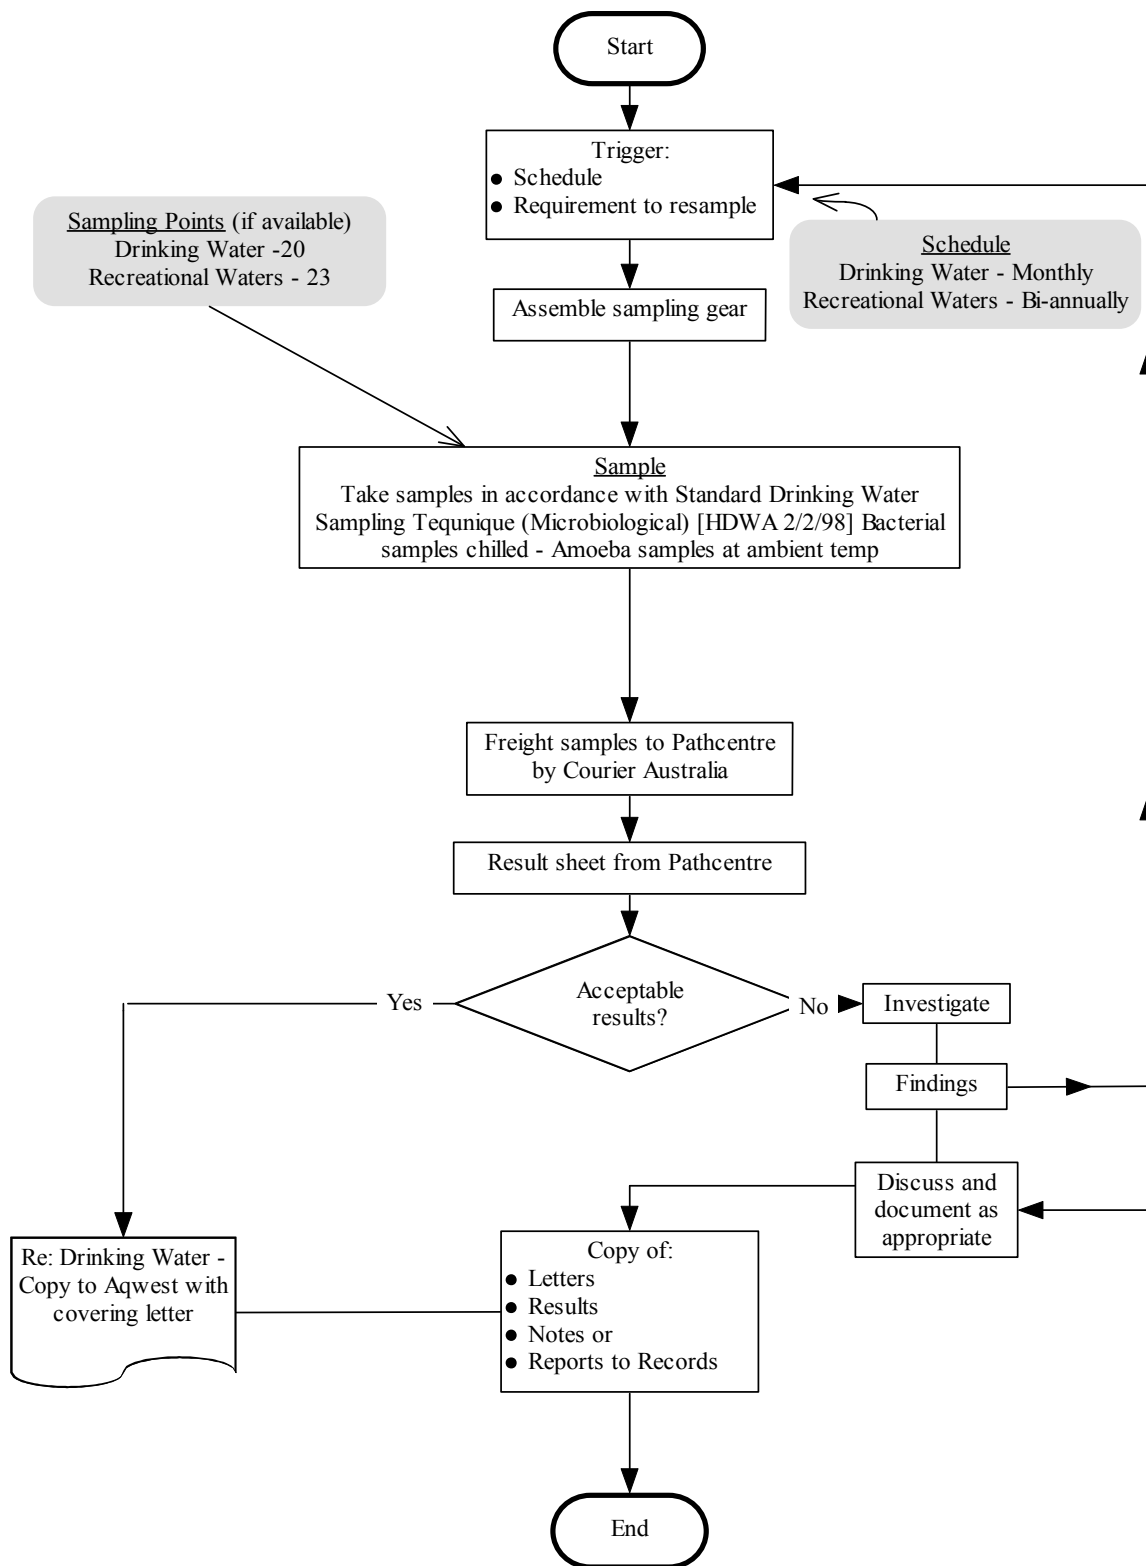 Start
Trigger:
● Schedule
● Requirement to resample
Sampling Points (if available)
Drinking Water -20
Recreational Waters - 23
Schedule
Drinking Water - Monthly
Recreational Waters - Bi-annually
Assemble sampling gear
Sample
Take samples in accordance with Standard Drinking Water
Sampling Tequnique (Microbiological) [HDWA 2/2/98] Bacterial
samples chilled - Amoeba samples at ambient temp
Freight samples to Pathcentre
by Courier Australia
Result sheet from Pathcentre
Acceptable
results?
Yes
No
Investigate
Findings
Discuss and
document as
appropriate
Re: Drinking Water -
Copy to Aqwest with
covering letter
Copy of:
● Letters
● Results
● Notes or
● Reports to Records
End